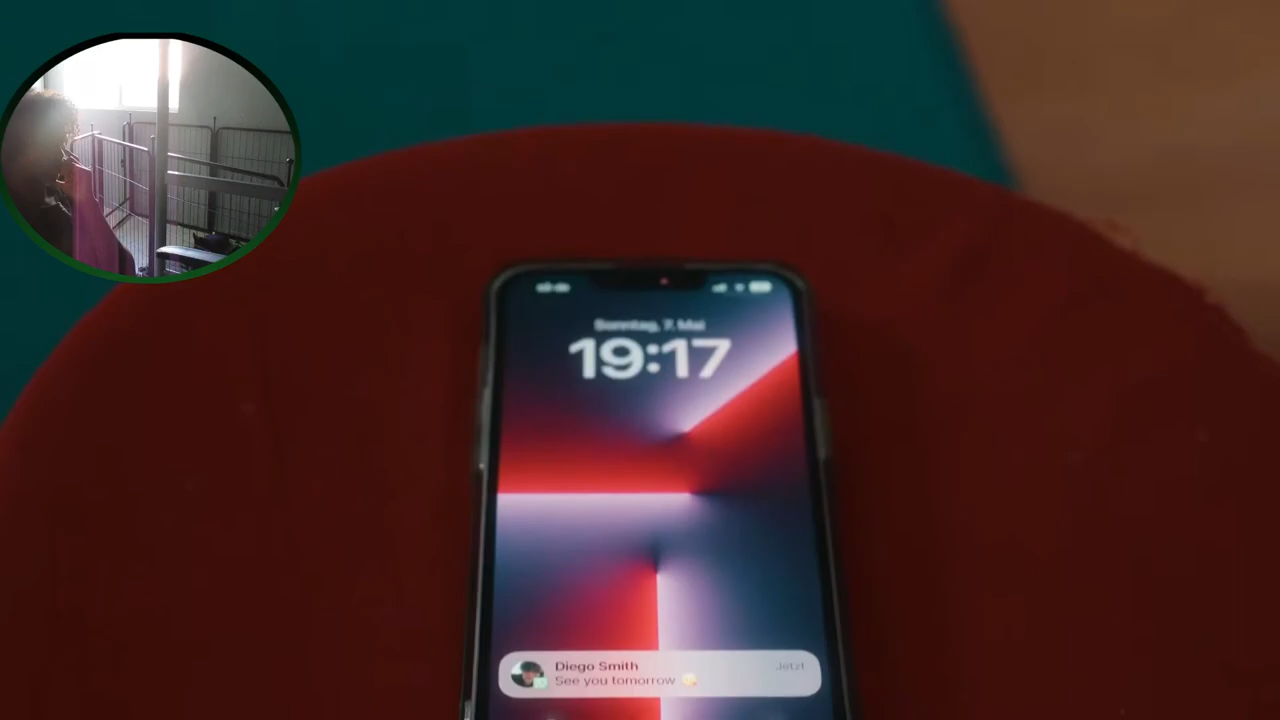 Sonntag, 7. Mai
19:17
Diego Smith
Jetzt
See you tomorrow